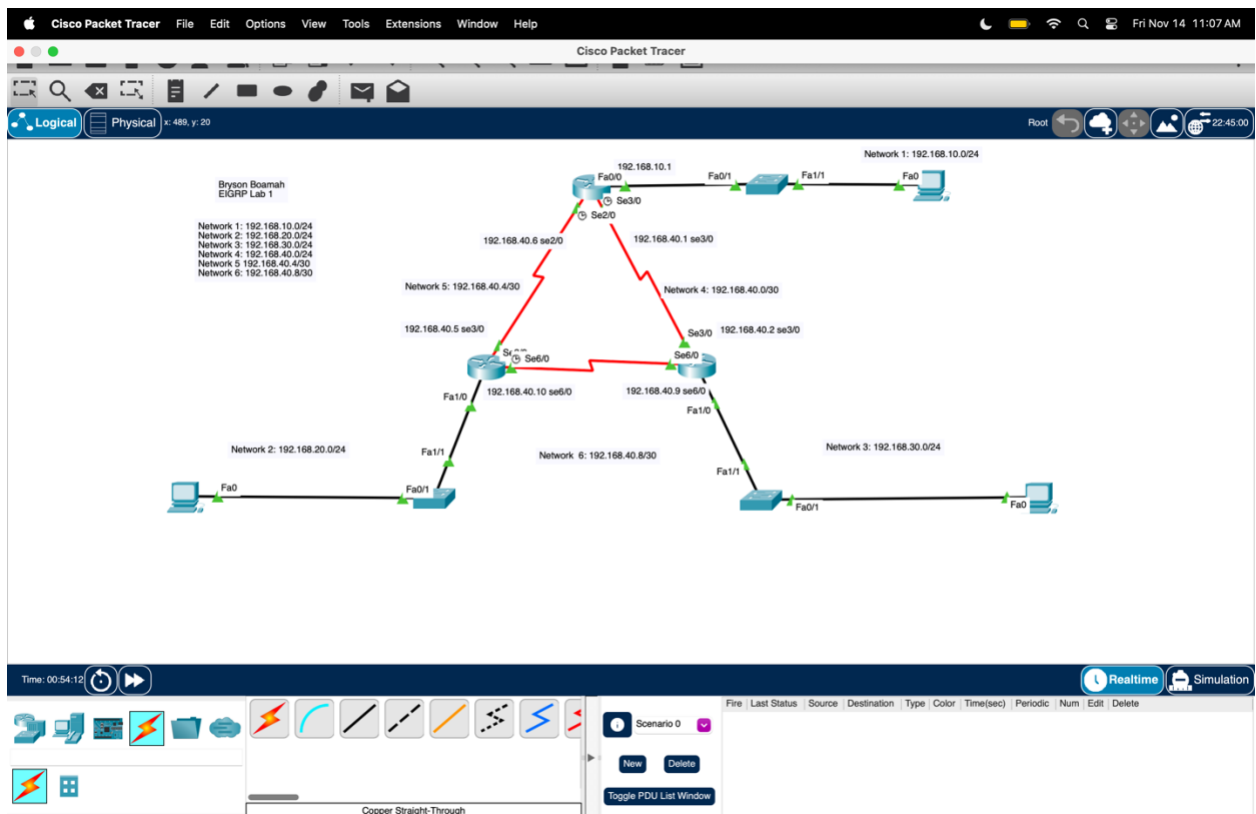 Cisco Packet Tracer File Edit Options View Tools Extensions Window Help Fri Nov 14 11:07 AM
Cisco Packet Tracer
Logical Physical x: 489, y: 20 Root 22:45:00
Network 1: 192.168.10.0/24
192.168.10.1
Fa0/0 Fa0/1 Fa1/1 Fa0
Bryson Boamah
EIGRP Lab 1
Se3/0
Se2/0
Network 1: 192.168.10.0/24
Network 2: 192.168.20.0/24
Network 3: 192.168.30.0/24
Network 4: 192.168.40.0/24
Network 5 192.168.40.4/30
Network 6: 192.168.40.8/30
192.168.40.6 se2/0 192.168.40.1 se3/0
Network 5: 192.168.40.4/30 Network 4: 192.168.40.0/30
192.168.40.5 se3/0 Se3/0 192.168.40.2 se3/0
Se6/0 Se6/0
Fa1/0 192.168.40.10 se6/0 192.168.40.9 se6/0
Fa1/0
Network 2: 192.168.20.0/24 Fa1/1 Network 6: 192.168.40.8/30 Network 3: 192.168.30.0/24
Fa1/1
Fa0 Fa0/1
Fa0/1 Fa0
Time: 00:54:12 Realtime Simulation
Fire Last Status Source Destination Type Color Time(sec) Periodic Num Edit Delete
Scenario 0
New Delete
Toggle PDU List Window
Copper Straight-Through